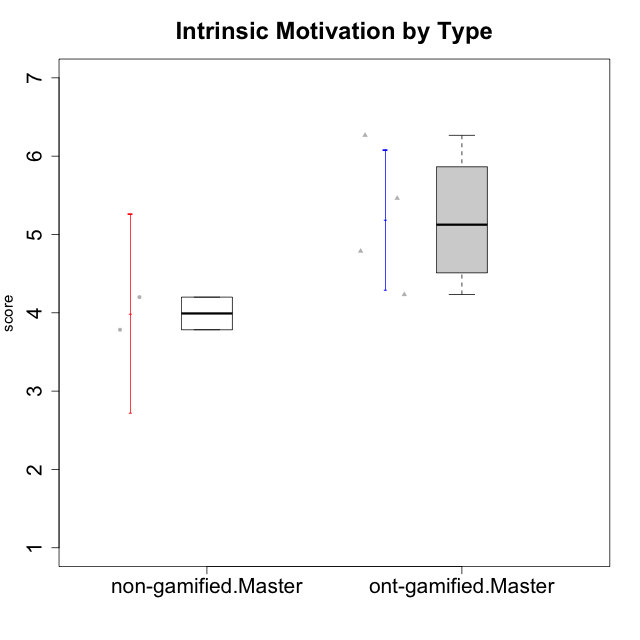 Intrinsic Motivation by Type
7
6
5
4
3
2
1
score
non-gamified.Master
ont-gamified.Master